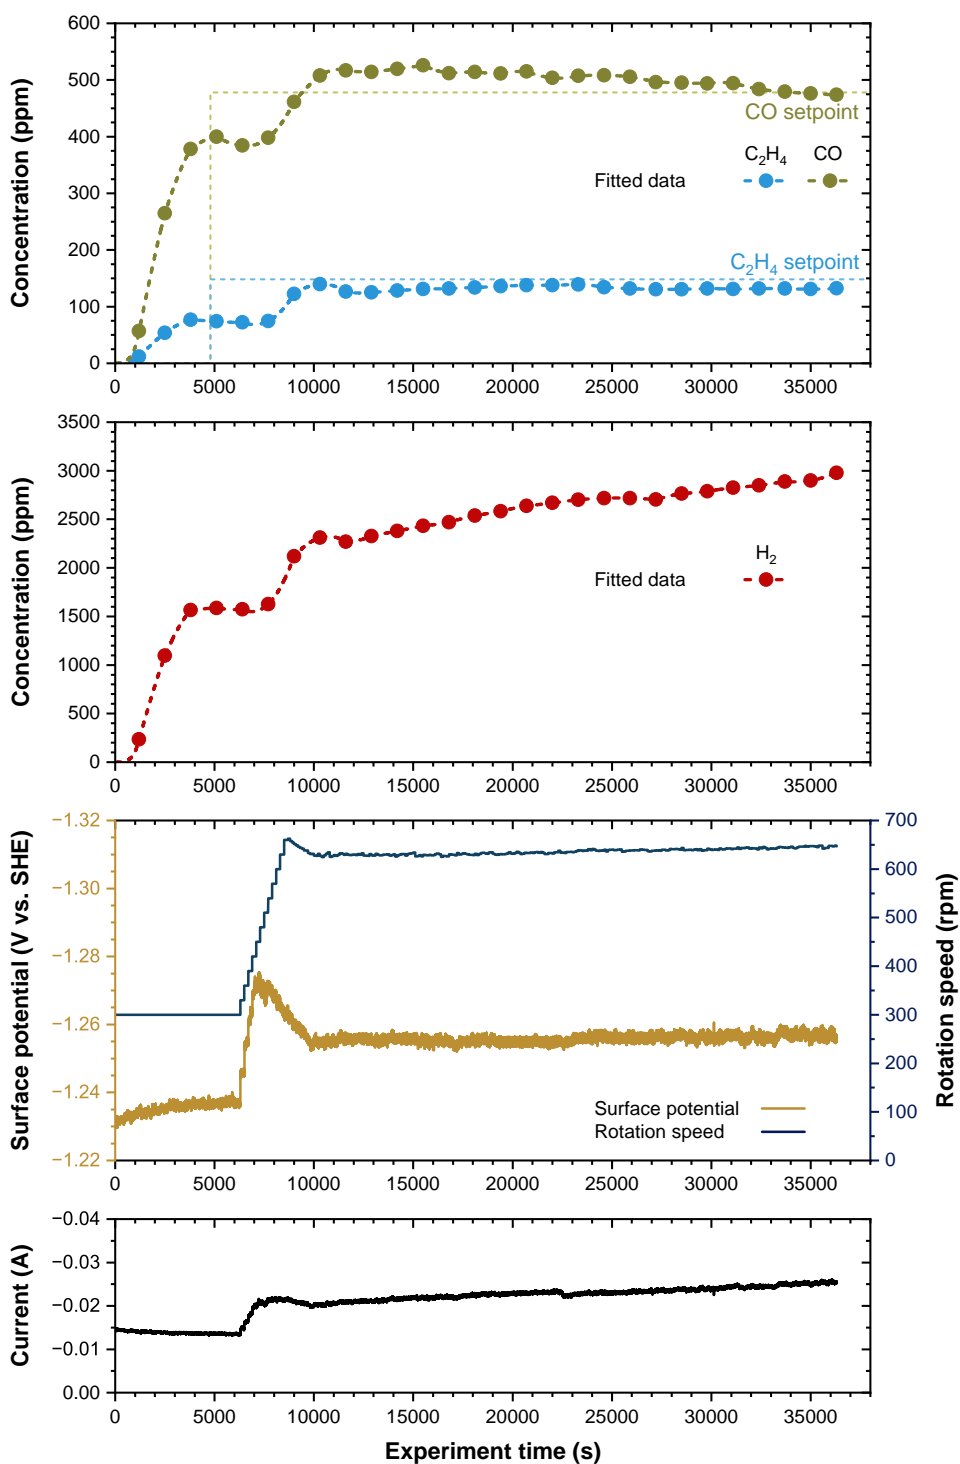 600
500
400
300
200
100
0
Concentration (ppm)
CO setpoint
C₂H₄ CO
Fitted data
C₂H₄ setpoint
0 5000 10000 15000 20000 25000 30000 35000
3500
3000
2500
2000
1500
1000
500
0
Concentration (ppm)
H₂
Fitted data
0 5000 10000 15000 20000 25000 30000 35000
−1.32
−1.30
−1.28
−1.26
−1.24
−1.22
Surface potential (V vs. SHE)
700
600
500
400
300
200
100
0
Rotation speed (rpm)
Surface potential
Rotation speed
0 5000 10000 15000 20000 25000 30000 35000
−0.04
−0.03
−0.02
−0.01
0.00
Current (A)
0 5000 10000 15000 20000 25000 30000 35000
Experiment time (s)